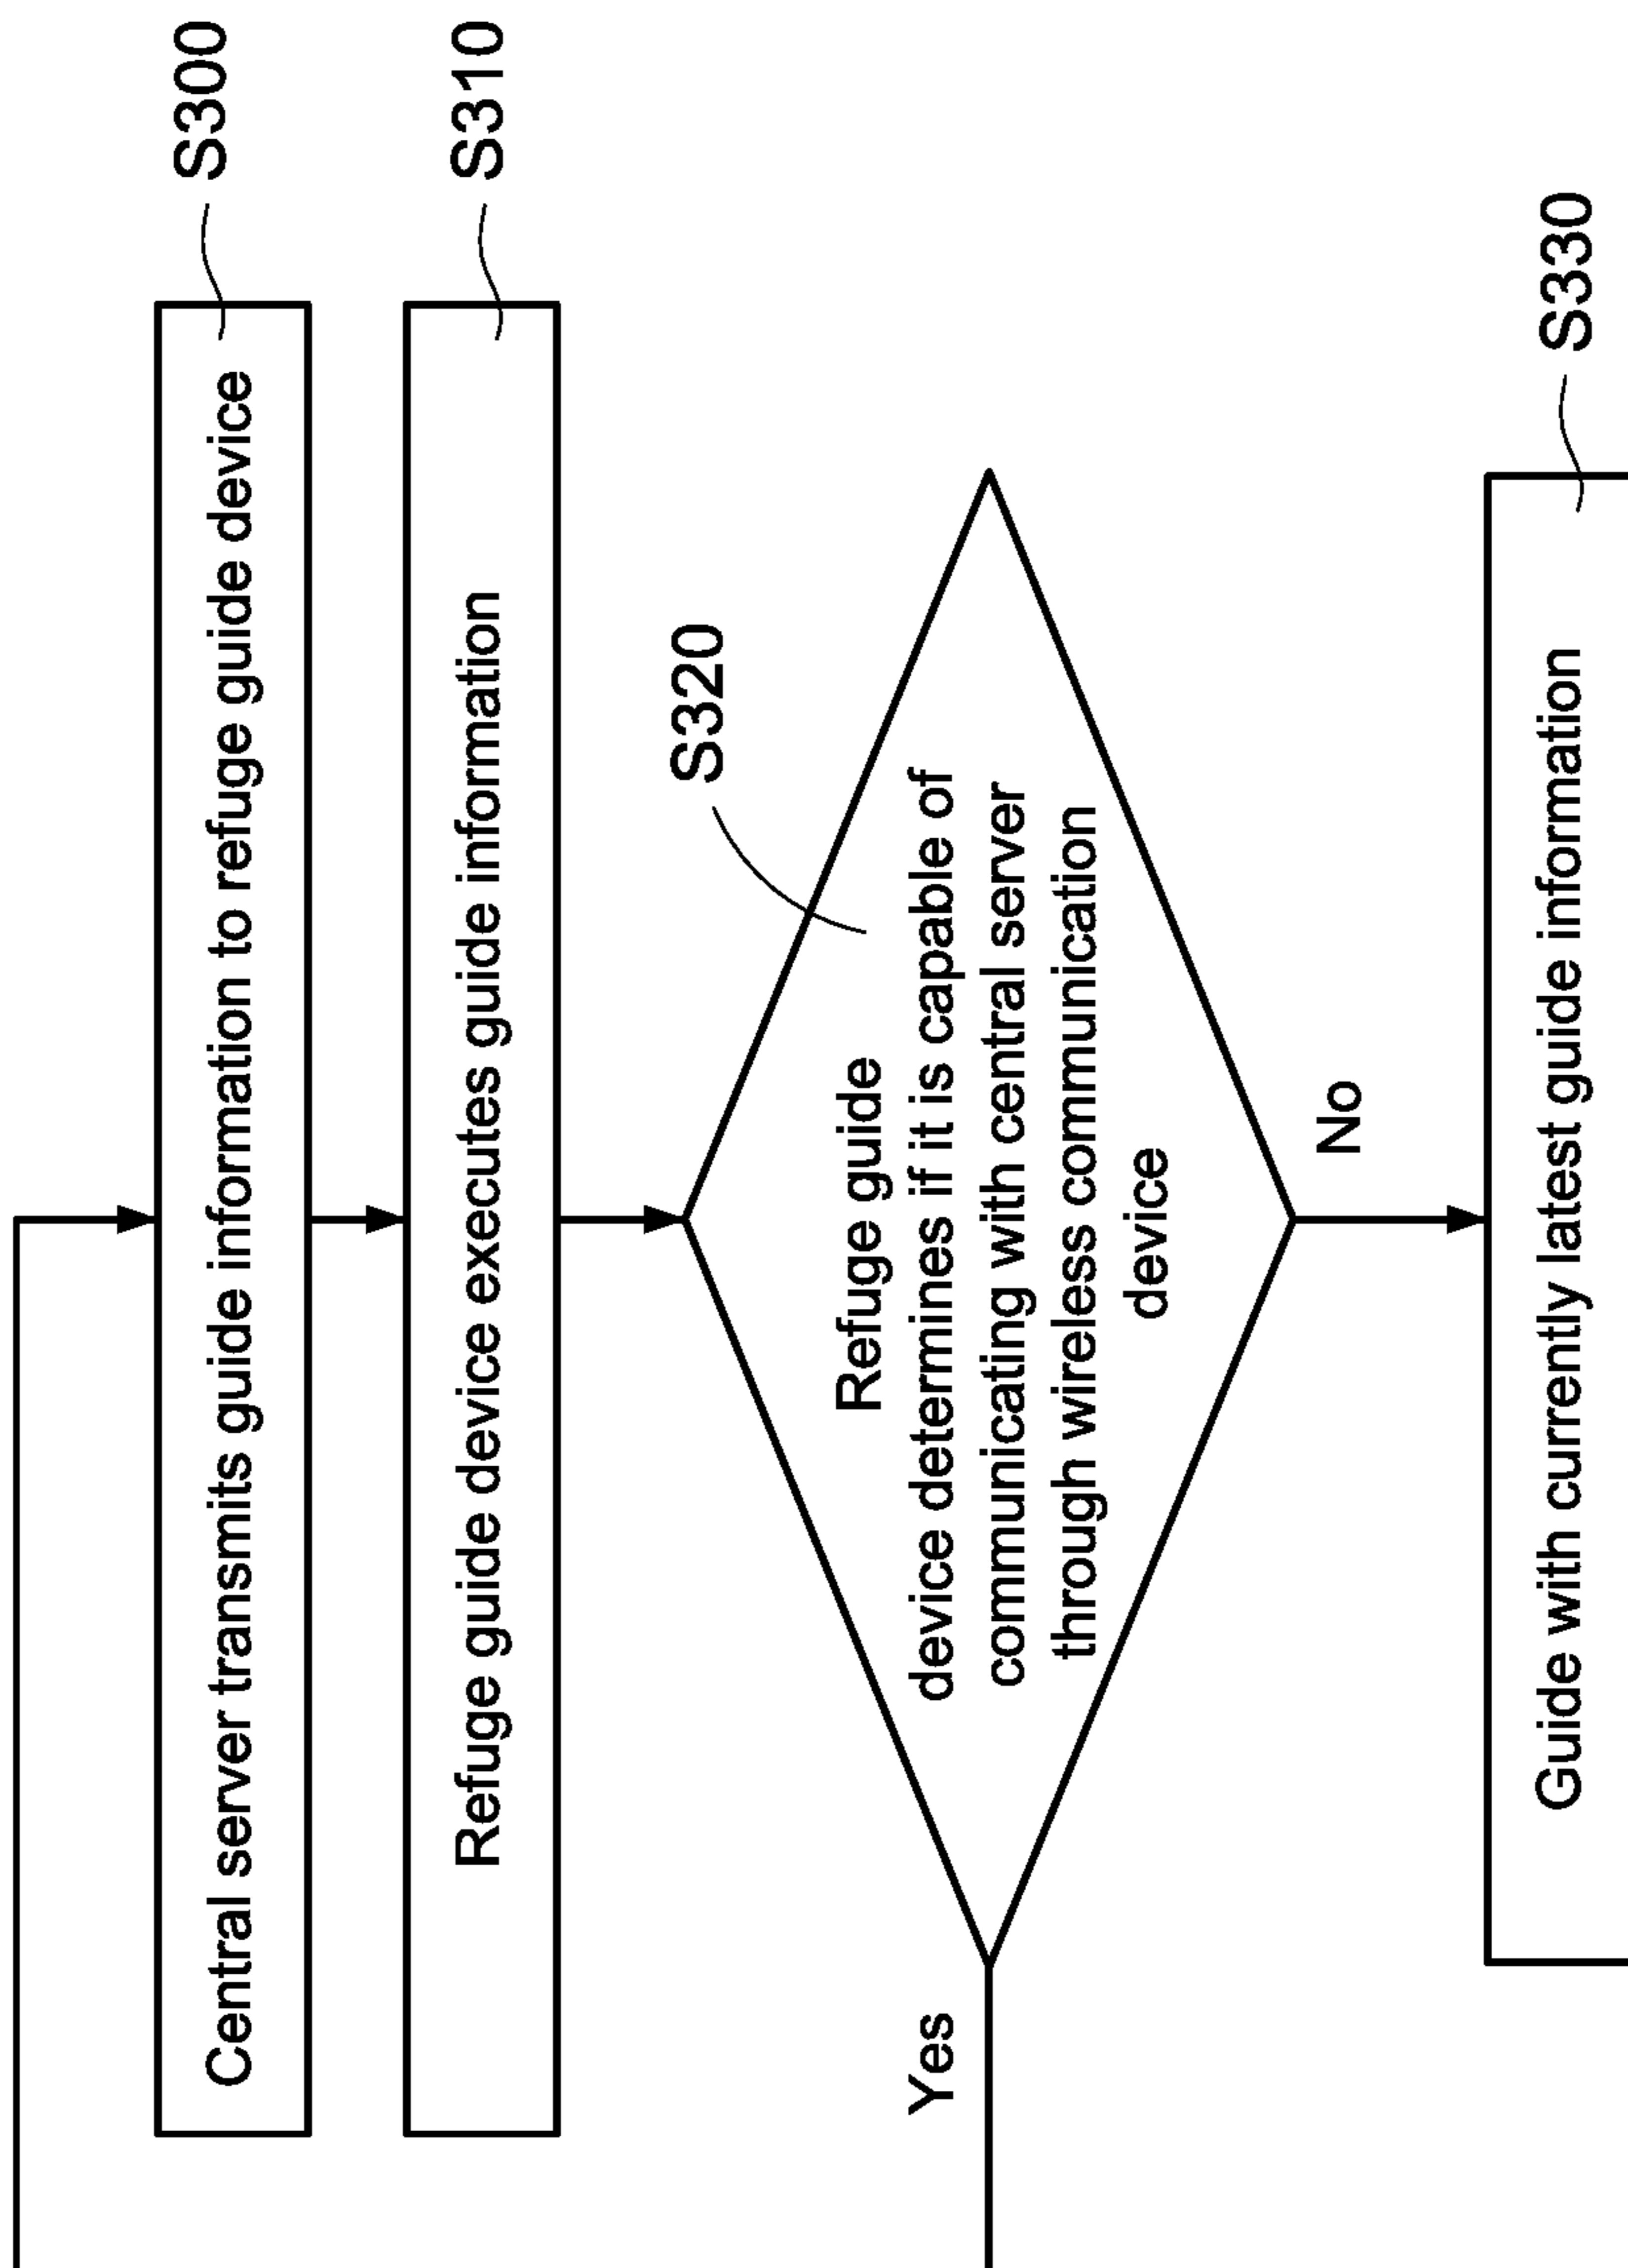 Central server transmits guide information to refuge guide device
S300
Refuge guide device executes guide information
S310
S320
Refuge guide
device determines if it is capable of
communicating with central server
through wireless communication
device
Yes
No
Guide with currently latest guide information
S330